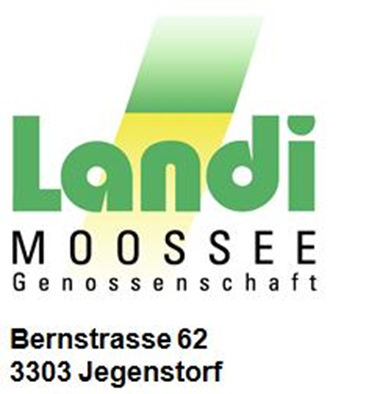 Landi
MOOSSEE
Genossenschaft
Bernstrasse 62
3303 Jegenstorf